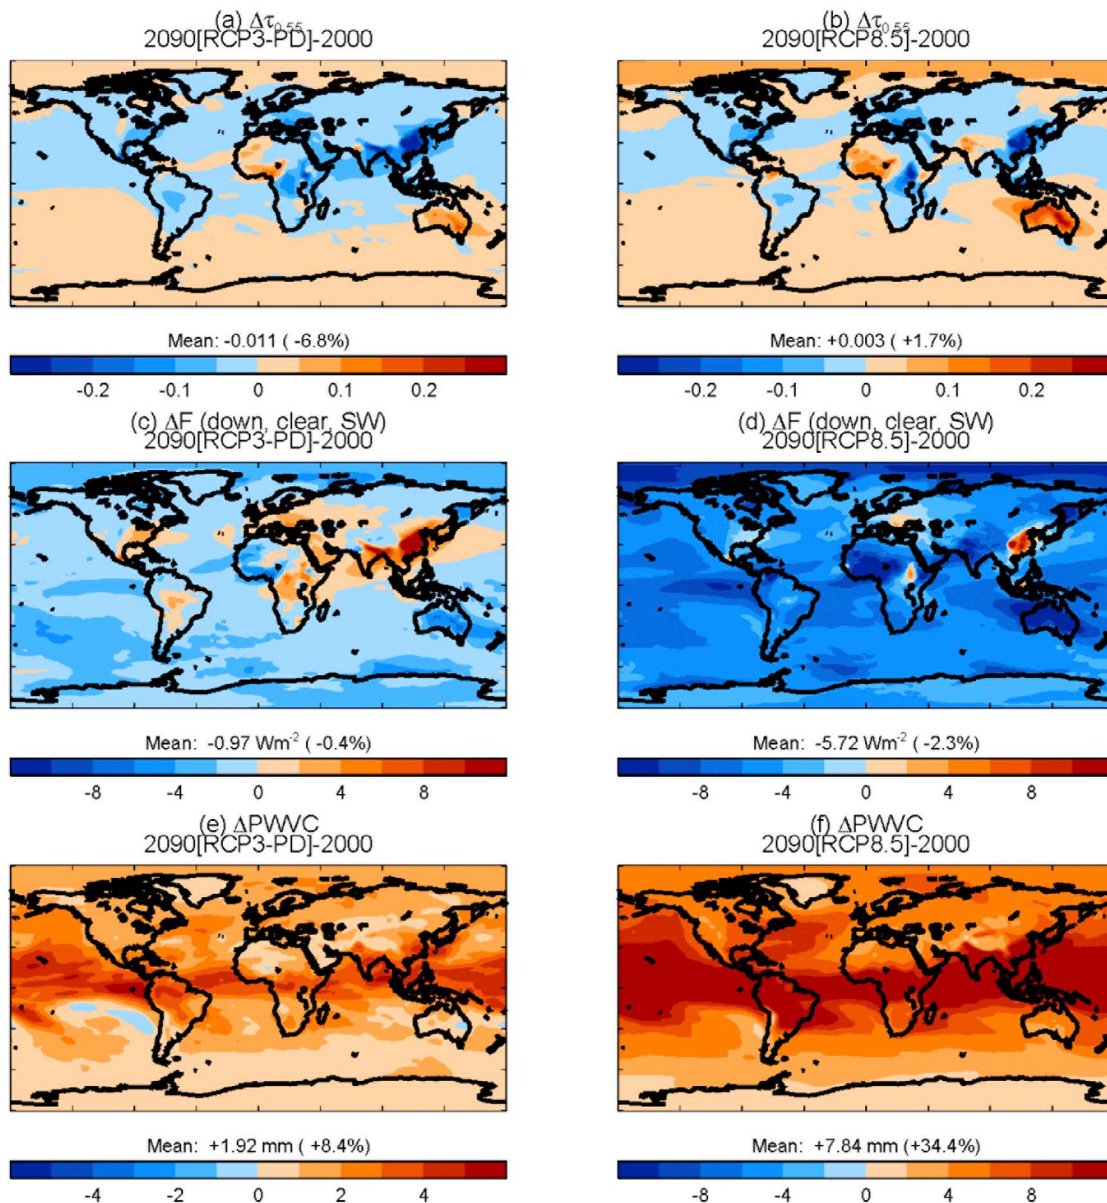 (a) Δτ0.55
2090[RCP3-PD]-2000
(b) Δτ0.55
2090[RCP8.5]-2000
Mean: -0.011 ( -6.8%)
-0.2 -0.1 0 0.1 0.2
Mean: +0.003 ( +1.7%)
-0.2 -0.1 0 0.1 0.2
(c) ΔF (down, clear, SW)
2090[RCP3-PD]-2000
(d) ΔF (down, clear, SW)
2090[RCP8.5]-2000
Mean: -0.97 Wm-2 ( -0.4%)
-8 -4 0 4 8
Mean: -5.72 Wm-2 ( -2.3%)
-8 -4 0 4 8
(e) ΔPWVC
2090[RCP3-PD]-2000
(f) ΔPWVC
2090[RCP8.5]-2000
Mean: +1.92 mm ( +8.4%)
-4 -2 0 2 4
Mean: +7.84 mm (+34.4%)
-8 -4 0 4 8